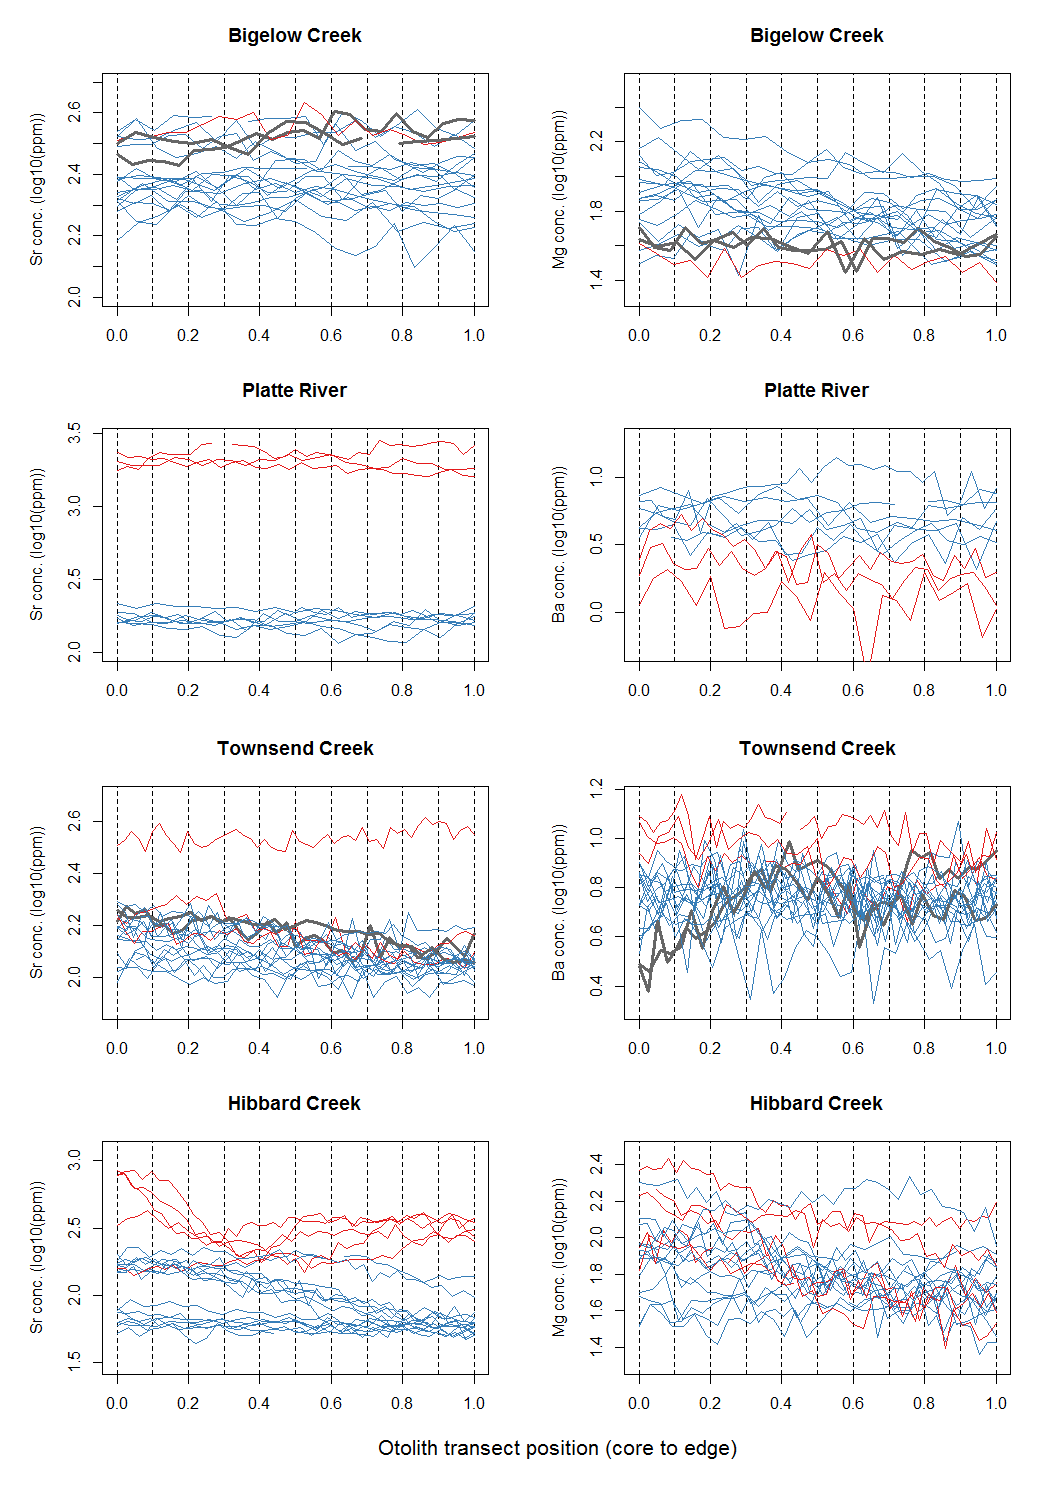 Bigelow Creek
Sr conc. (log10(ppm))
2.0 2.2 2.4 2.6
0.0 0.2 0.4 0.6 0.8 1.0
Bigelow Creek
Mg conc. (log10(ppm))
1.4 1.8 2.2
0.0 0.2 0.4 0.6 0.8 1.0
Platte River
Sr conc. (log10(ppm))
2.0 2.5 3.0 3.5
0.0 0.2 0.4 0.6 0.8 1.0
Platte River
Ba conc. (log10(ppm))
0.0 0.5 1.0
0.0 0.2 0.4 0.6 0.8 1.0
Townsend Creek
Sr conc. (log10(ppm))
2.0 2.2 2.4 2.6
0.0 0.2 0.4 0.6 0.8 1.0
Townsend Creek
Ba conc. (log10(ppm))
0.4 0.6 0.8 1.0 1.2
0.0 0.2 0.4 0.6 0.8 1.0
Hibbard Creek
Sr conc. (log10(ppm))
1.5 2.0 2.5 3.0
0.0 0.2 0.4 0.6 0.8 1.0
Hibbard Creek
Mg conc. (log10(ppm))
1.4 1.6 1.8 2.0 2.2 2.4
0.0 0.2 0.4 0.6 0.8 1.0
Otolith transect position (core to edge)